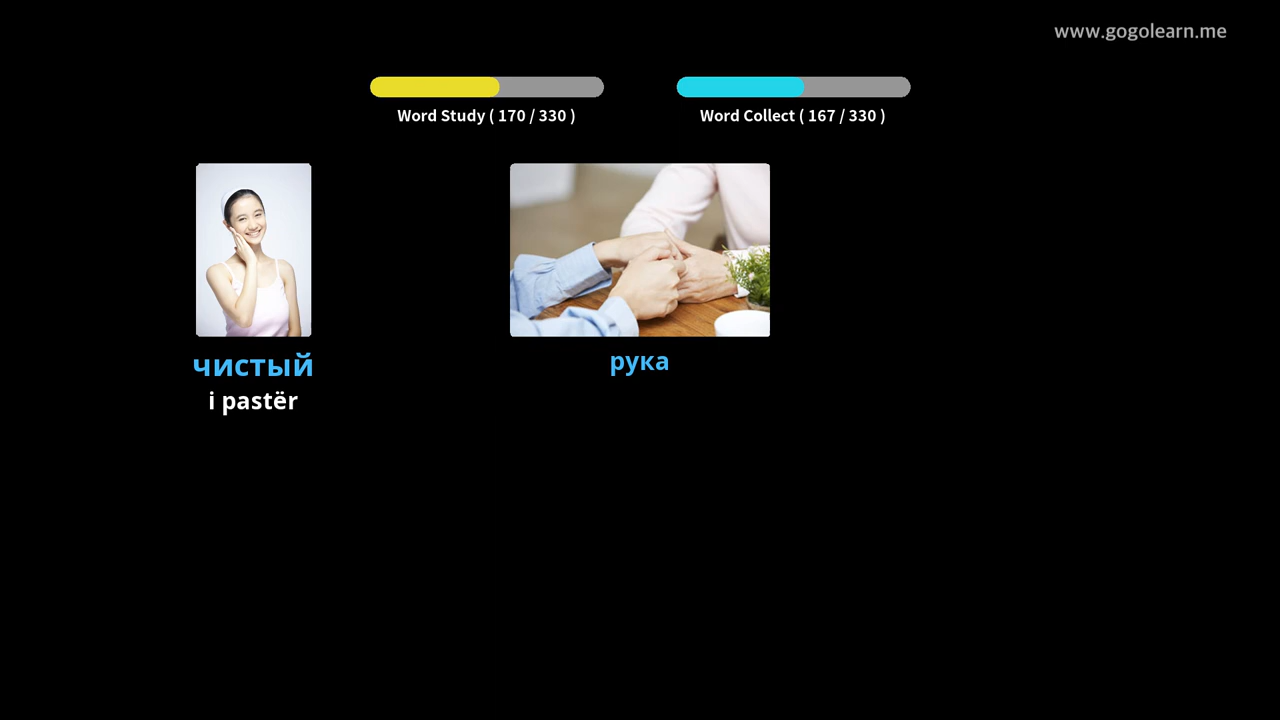 www.gogolearn.me
Word Study ( 170 / 330 )
Word Collect ( 167 / 330 )
чистый
i pastër
рука